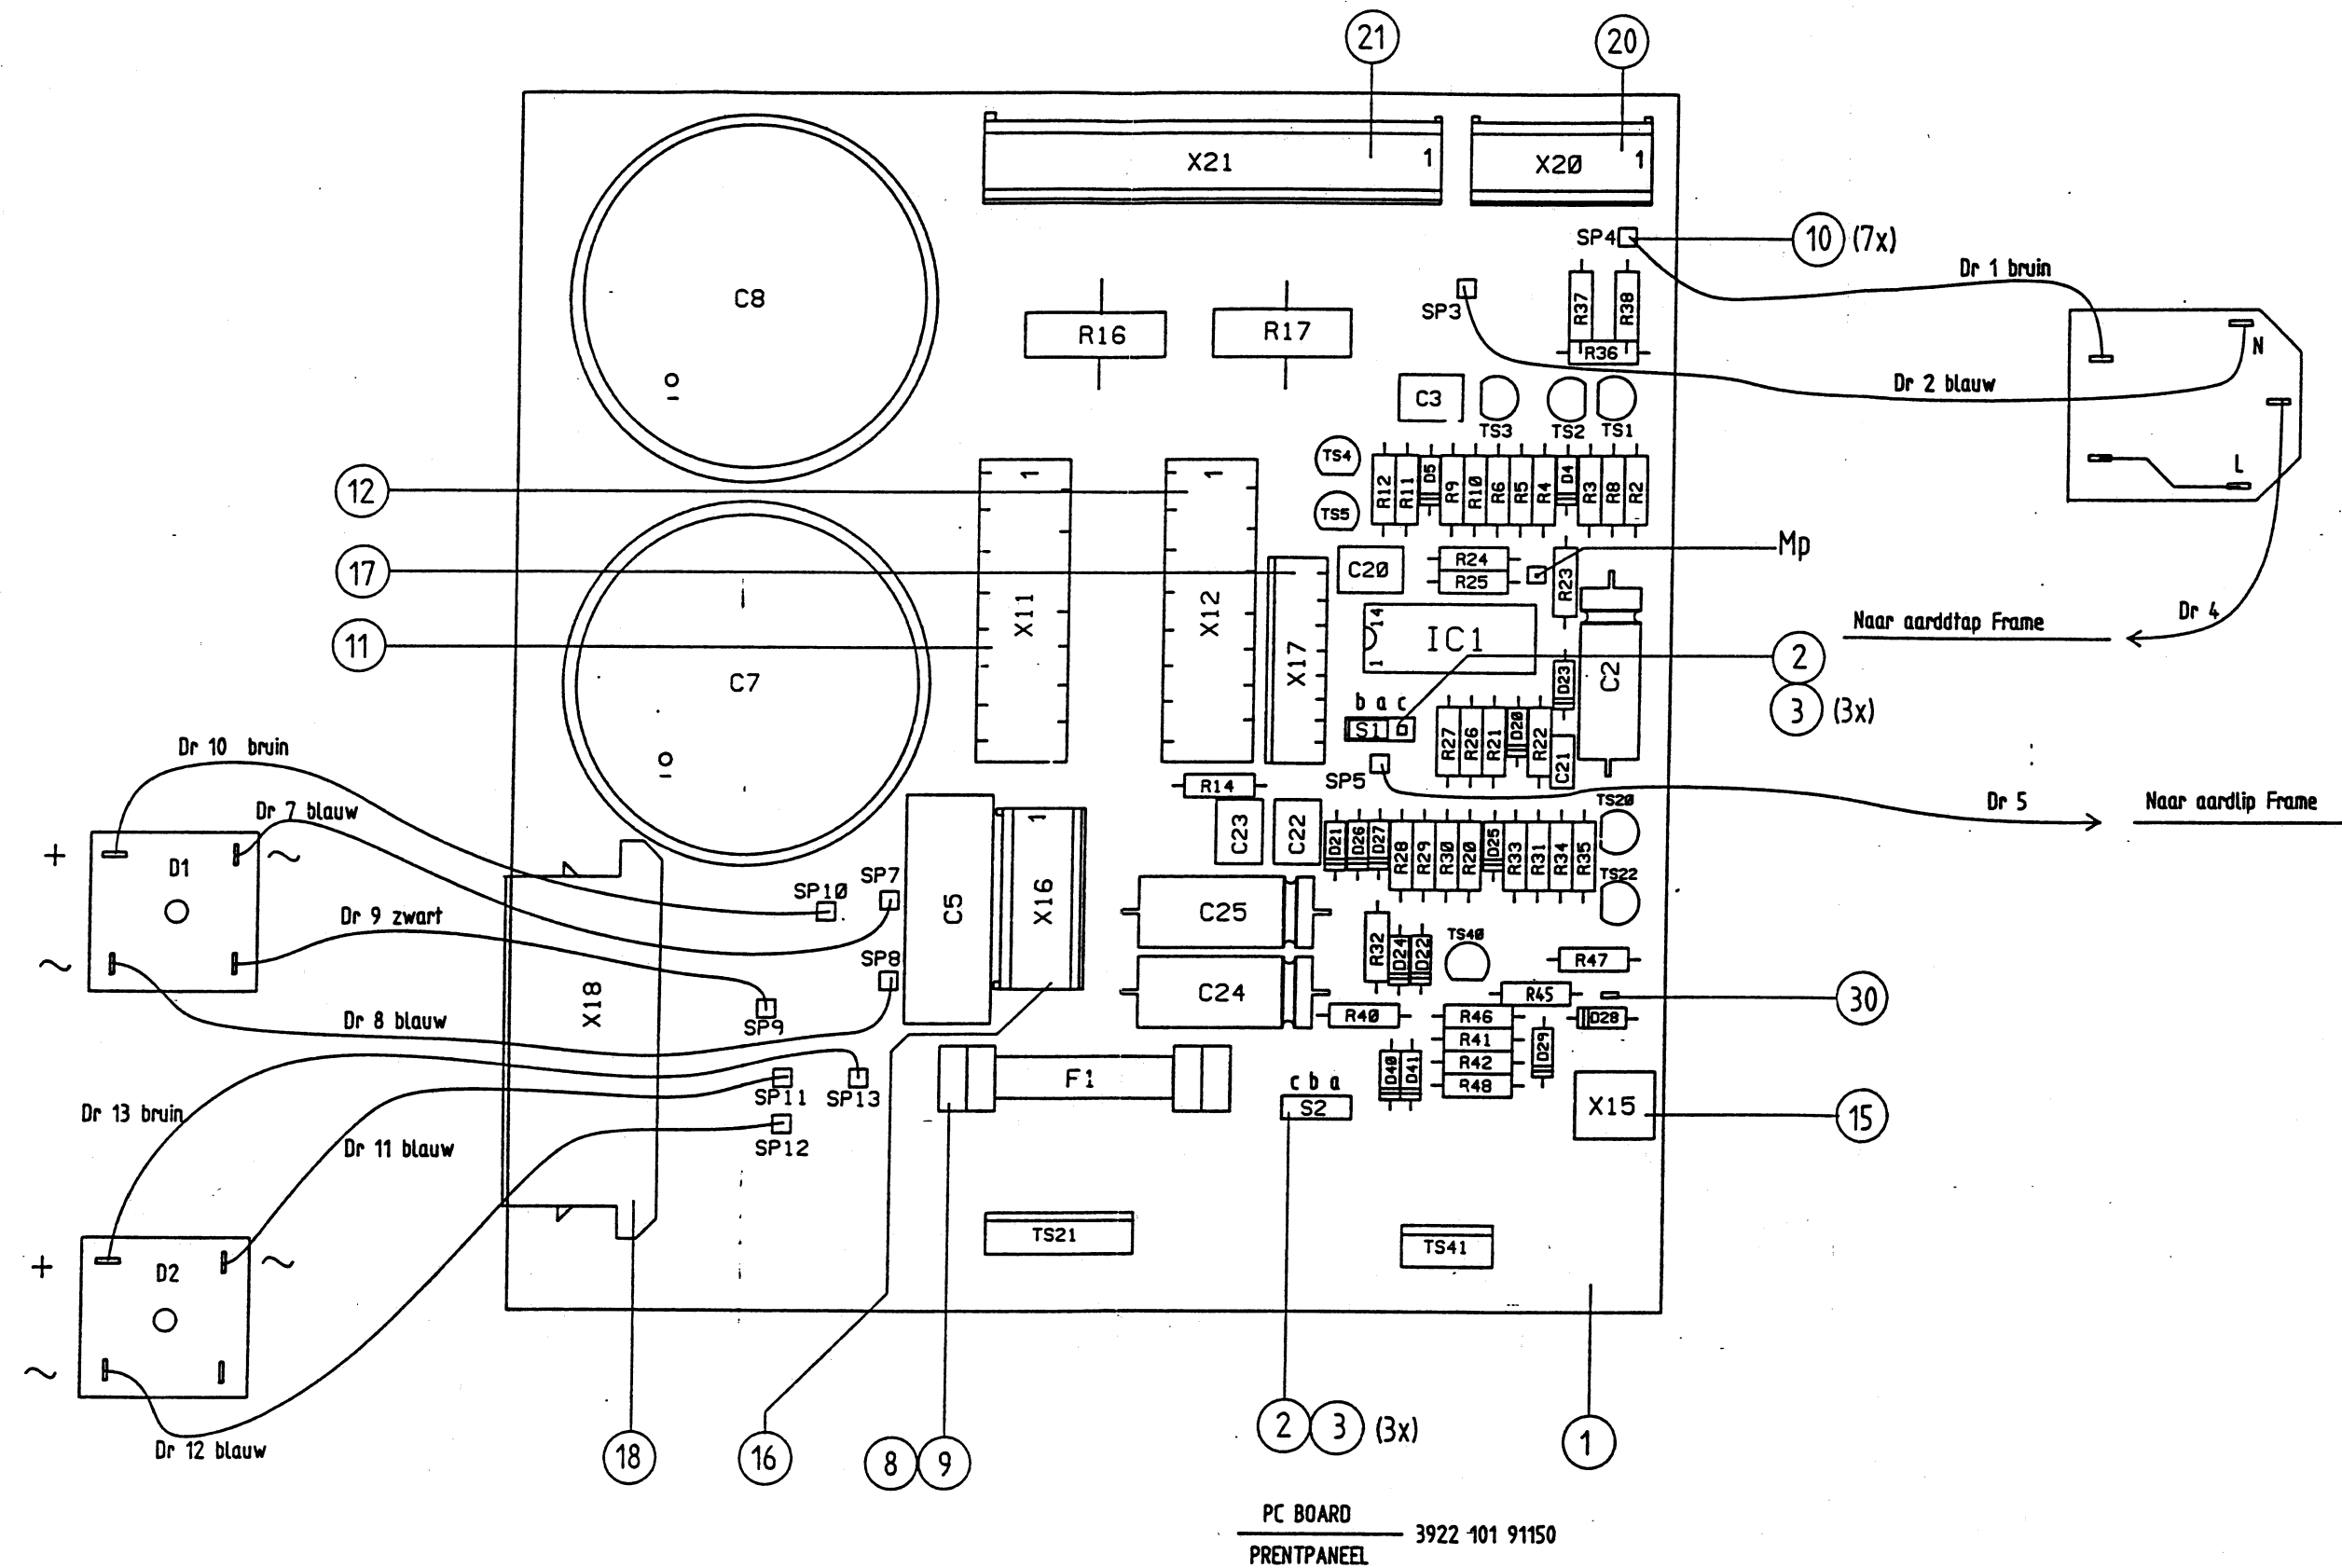 21
20
X21
1
X20
1
SP4
10 (7x)
Dr 1 bruin
C8
SP3
R37
R38
R16
R17
R36
N
Dr 2 blauw
C3
TS3
TS2
TS1
TS4
TS5
L
12
1
1
R12
R11
D5
R9
R10
R6
R5
R4
D4
R3
R8
R2
Mp
17
C20
R24
R25
R23
X11
X12
14
IC1
1
Dr 4
Naar aarddtap Frame
11
X17
D23
C2
2
3 (3x)
C7
b a c
S1
R27
R26
R21
D20
R22
C21
Dr 10 bruin
SP5
R14
Dr 7 blauw
Dr 5
Naar aardlip Frame
TS20
+
D1
~
C23
C22
D21
D26
D27
R28
R29
R30
R20
D25
R33
R31
R34
R35
1
TS22
SP10
SP7
C5
X16
C25
Dr 9 zwart
R32
D24
D22
TS40
~
SP8
R47
X18
C24
R45
30
Dr 8 blauw
SP9
R40
R46
D28
R41
D29
R42
D40
D41
R48
F1
c b a
S2
X15
15
SP11
SP13
Dr 13 bruin
SP12
Dr 11 blauw
TS21
TS41
+
D2
~
~
Dr 12 blauw
18
16
8
9
2
3 (3x)
1
PC BOARD
3922 101 91150
PRENTPANEEL